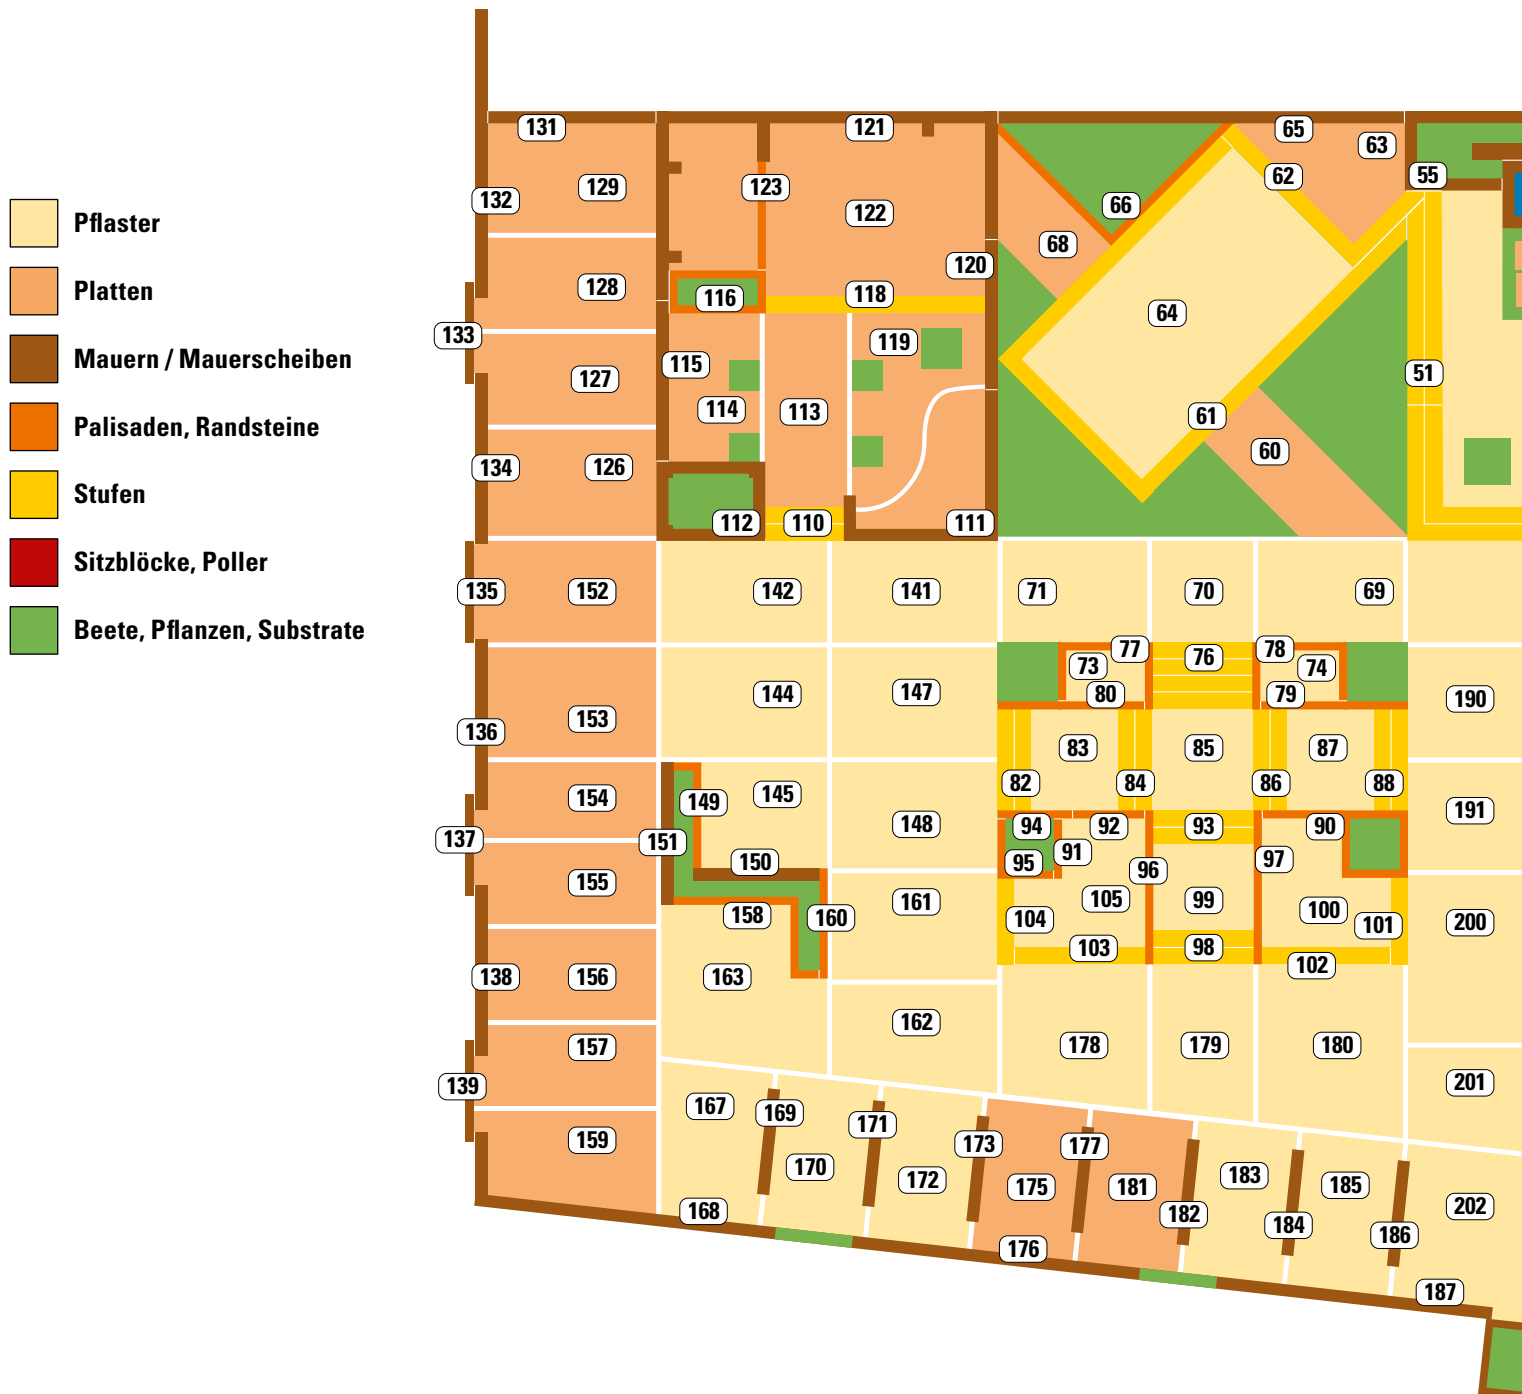 Pflaster
Platten
Mauern / Mauerscheiben
Palisaden, Randsteine
Stufen
Sitzblöcke, Poller
Beete, Pflanzen, Substrate
131 121 65 63
132 129 123 122 62 55
66
68 120
128 116 118 64
133 115 119
127 114 113 51
61 60
134 126
112 110 111
135 152 142 141 71 70 69
77 76 78
73 74
80 79
136 153 144 147 190
83 85 87
82 84 86 88
154 149 145
137 151 148 94 92 93 90 191
150 95 91 96 97
155
158 160 161 104 105 99 100 101 200
103 98 102
138 156 163
157 162 178 179 180
139 201
167 169 171 173 177
159 170 172 175 181 183 185
168 182 184 186 202
176 187